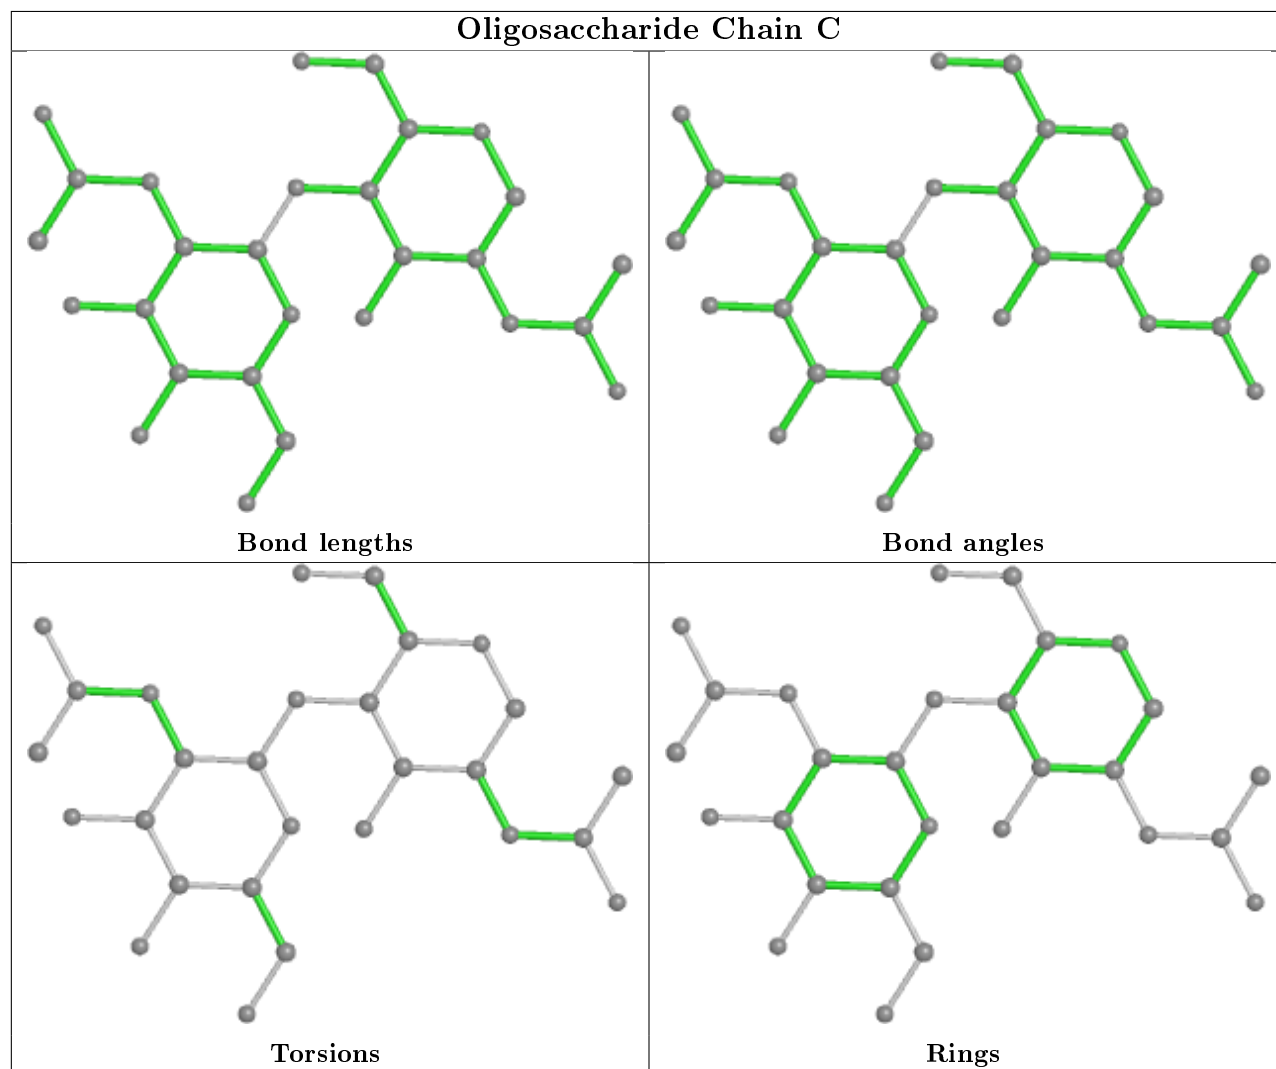 Oligosaccharide Chain C
Bond lengths
Bond angles
Torsions
Rings